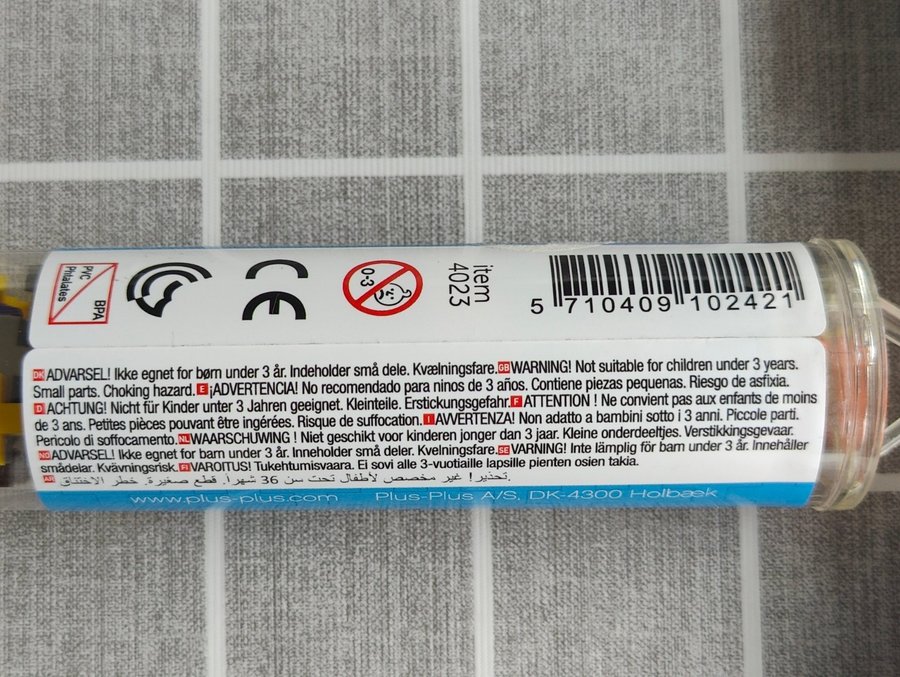 PVC
Phtalates
BPA
CE
0-3
item
4023
5 710409 102421
DK ADVARSEL! Ikke egnet for børn under 3 år. Indeholder små dele. Kvælningsfare. GB WARNING! Not suitable for children under 3 years.
Small parts. Choking hazard. E ¡ADVERTENCIA! No recomendado para ninos de 3 años. Contiene piezas pequenas. Riesgo de asfixia.
D ACHTUNG! Nicht für Kinder unter 3 Jahren geeignet. Kleinteile. Erstickungsgefahr. F ATTENTION ! Ne convient pas aux enfants de moins
de 3 ans. Petites pièces pouvant être ingérées. Risque de suffocation. I AVVERTENZA! Non adatto a bambini sotto i 3 anni. Piccole parti.
Pericolo di soffocamento. NL WAARSCHUWING ! Niet geschikt voor kinderen jonger dan 3 jaar. Kleine onderdeeltjes. Verstikkingsgevaar.
NO ADVARSEL! Ikke egnet for barn under 3 år. Inneholder små deler. Kvælningsfare. SE VARNING! Inte lämplig för barn under 3 år. Innehåller
smådelar. Kvävningsrisk. FI VAROITUS! Tukehtumisvaara. Ei sovi alle 3-vuotiaille lapsille pienten osien takia.
AR تحذير! غير مخصص لأطفال تحت سن 36 شهرا. قطع صغيرة. خطر الاختناق.
www.plus-plus.com Plus-Plus A/S, DK-4300 Holbæk